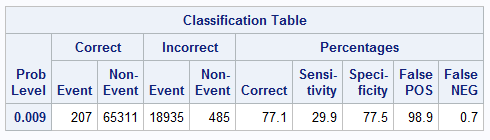 Classification Table
Correct Incorrect Percentages
Prob Level Event Non-Event Event Non-Event Correct Sensi-tivity Speci-ficity False POS False NEG
0.009 207 65311 18935 485 77.1 29.9 77.5 98.9 0.7